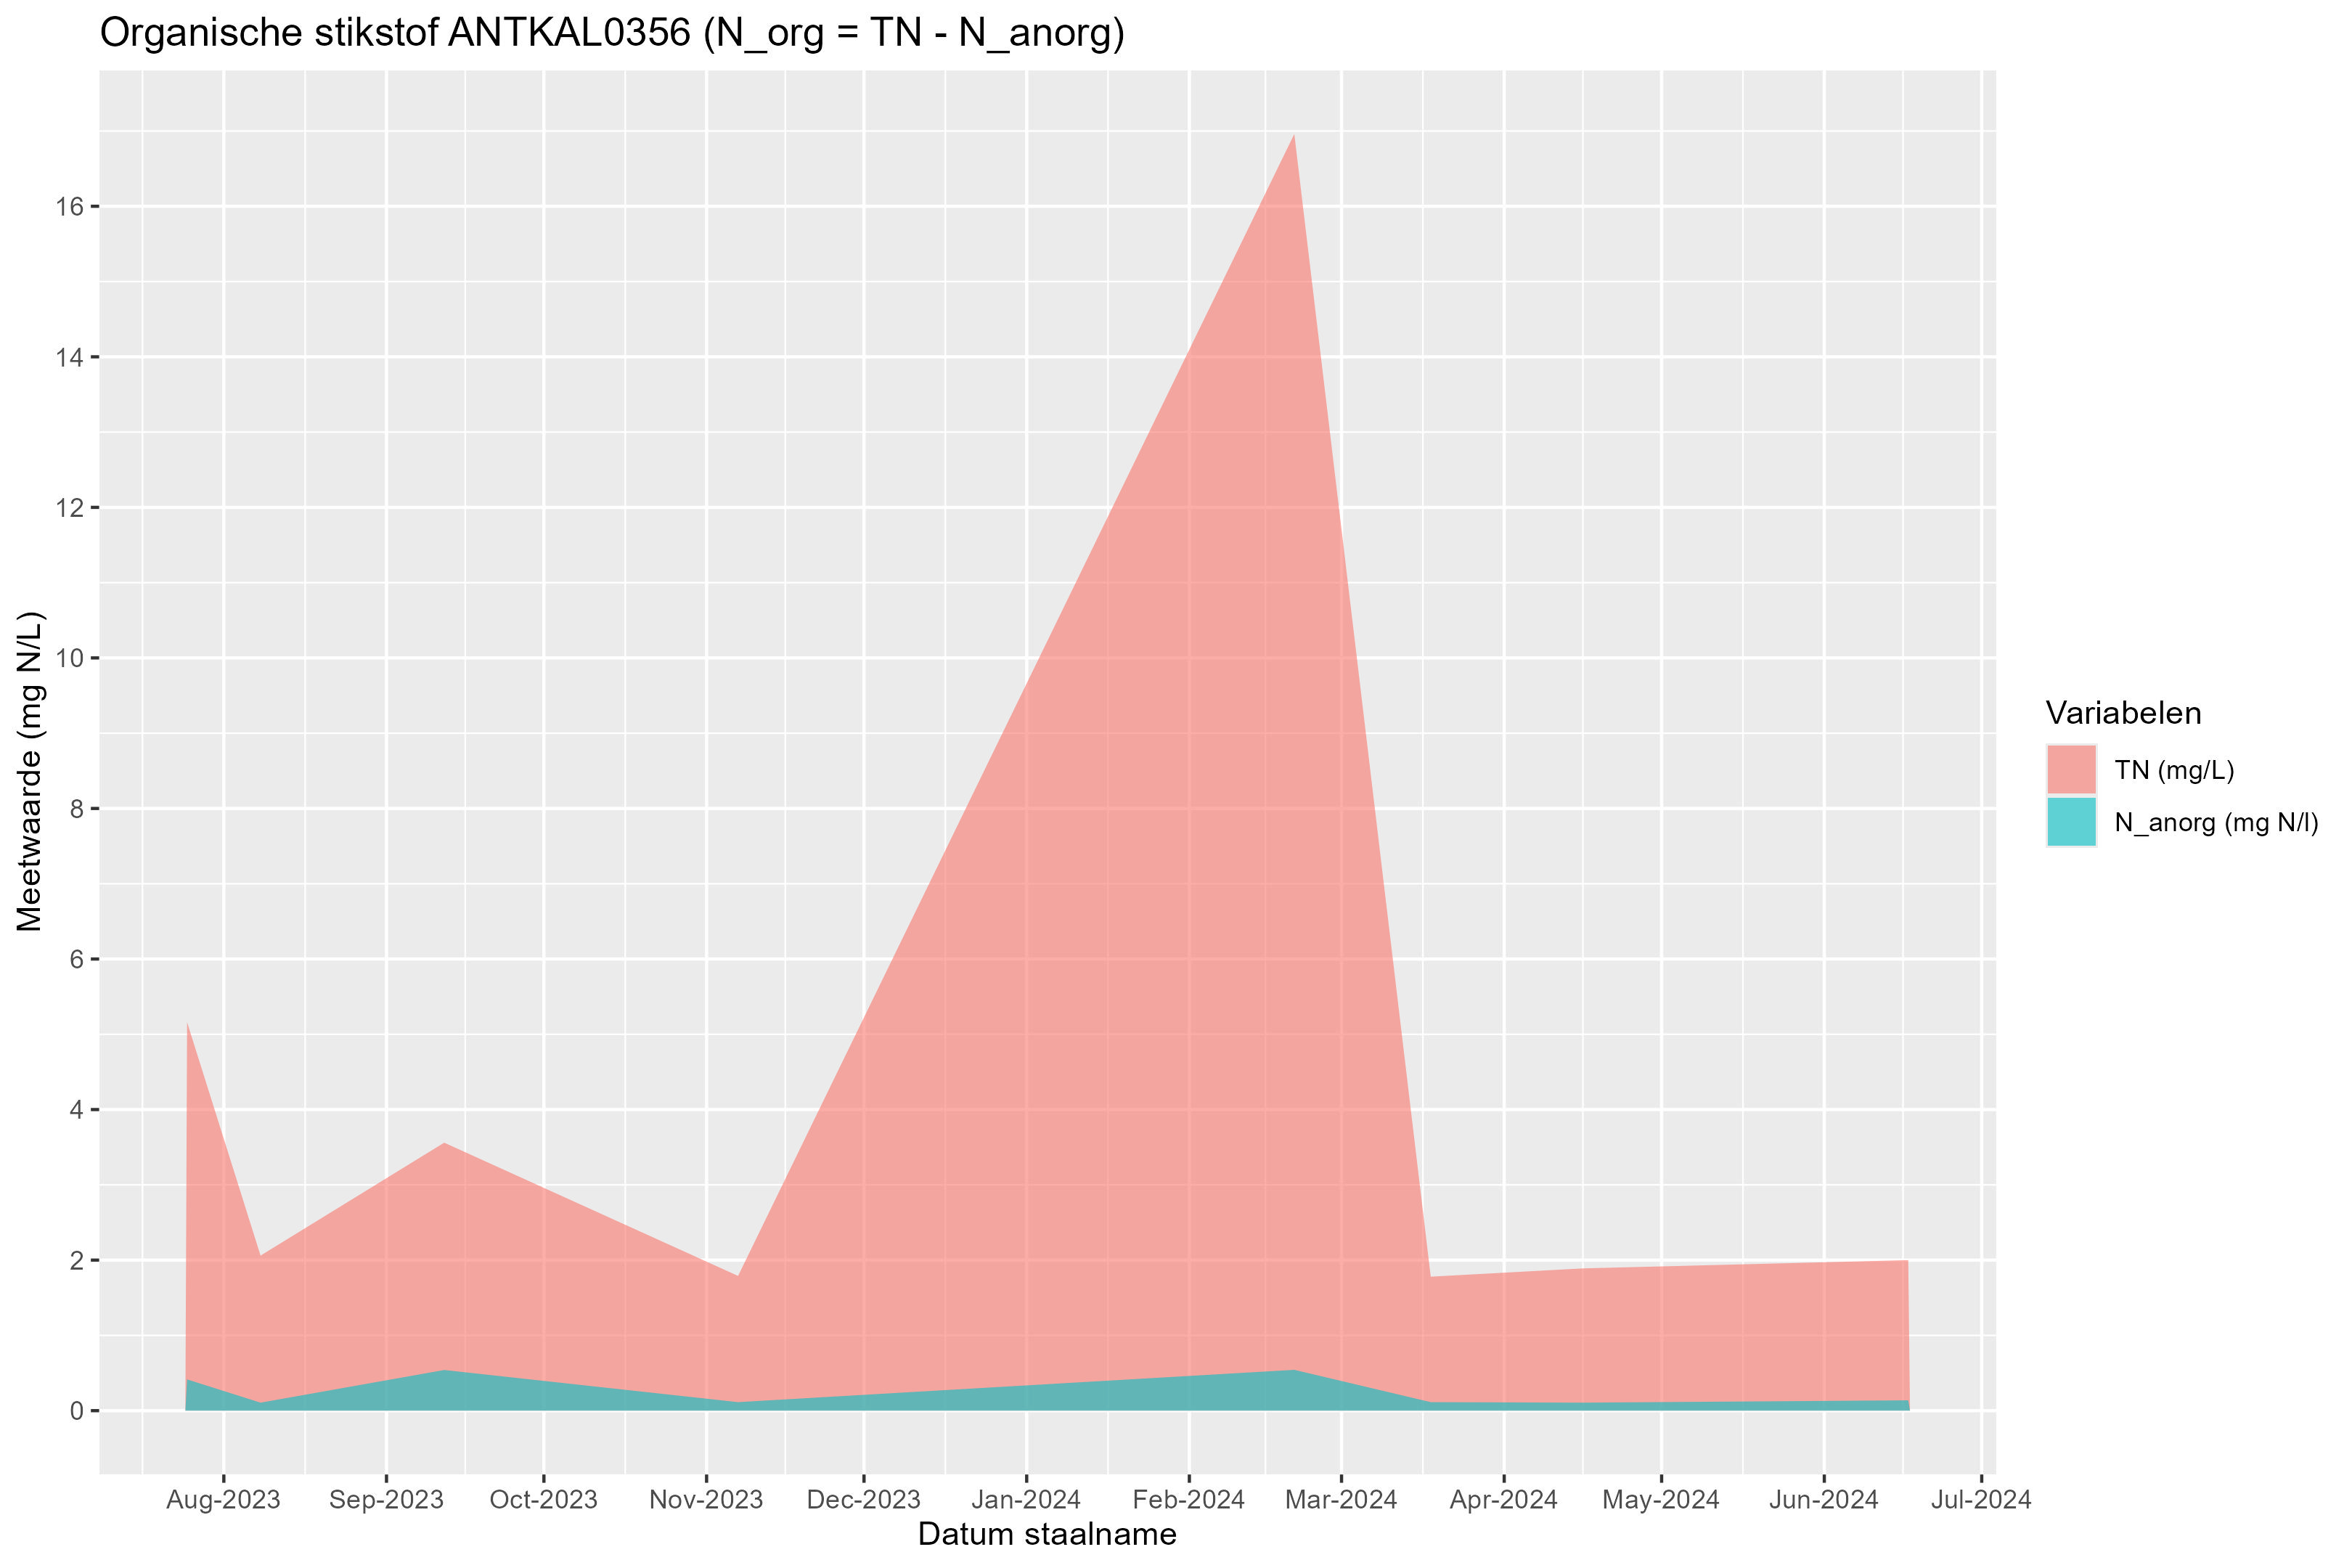 Organische stikstof ANTKAL0356 (N_org = TN - N_anorg)
Meetwaarde (mg N/L)
16
14
12
10
8
6
4
2
0
Aug-2023 Sep-2023 Oct-2023 Nov-2023 Dec-2023 Jan-2024 Feb-2024 Mar-2024 Apr-2024 May-2024 Jun-2024 Jul-2024
Datum staalname
Variabelen
TN (mg/L)
N_anorg (mg N/l)